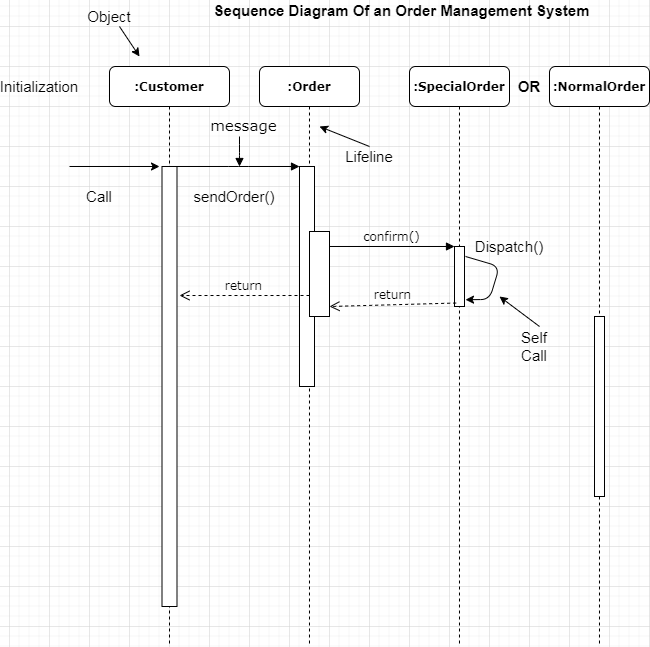 Sequence Diagram Of an Order Management System
Object
Initialization
:Customer
:Order
:SpecialOrder
OR
:NormalOrder
message
Lifeline
Call
sendOrder()
confirm()
Dispatch()
return
return
Self
Call